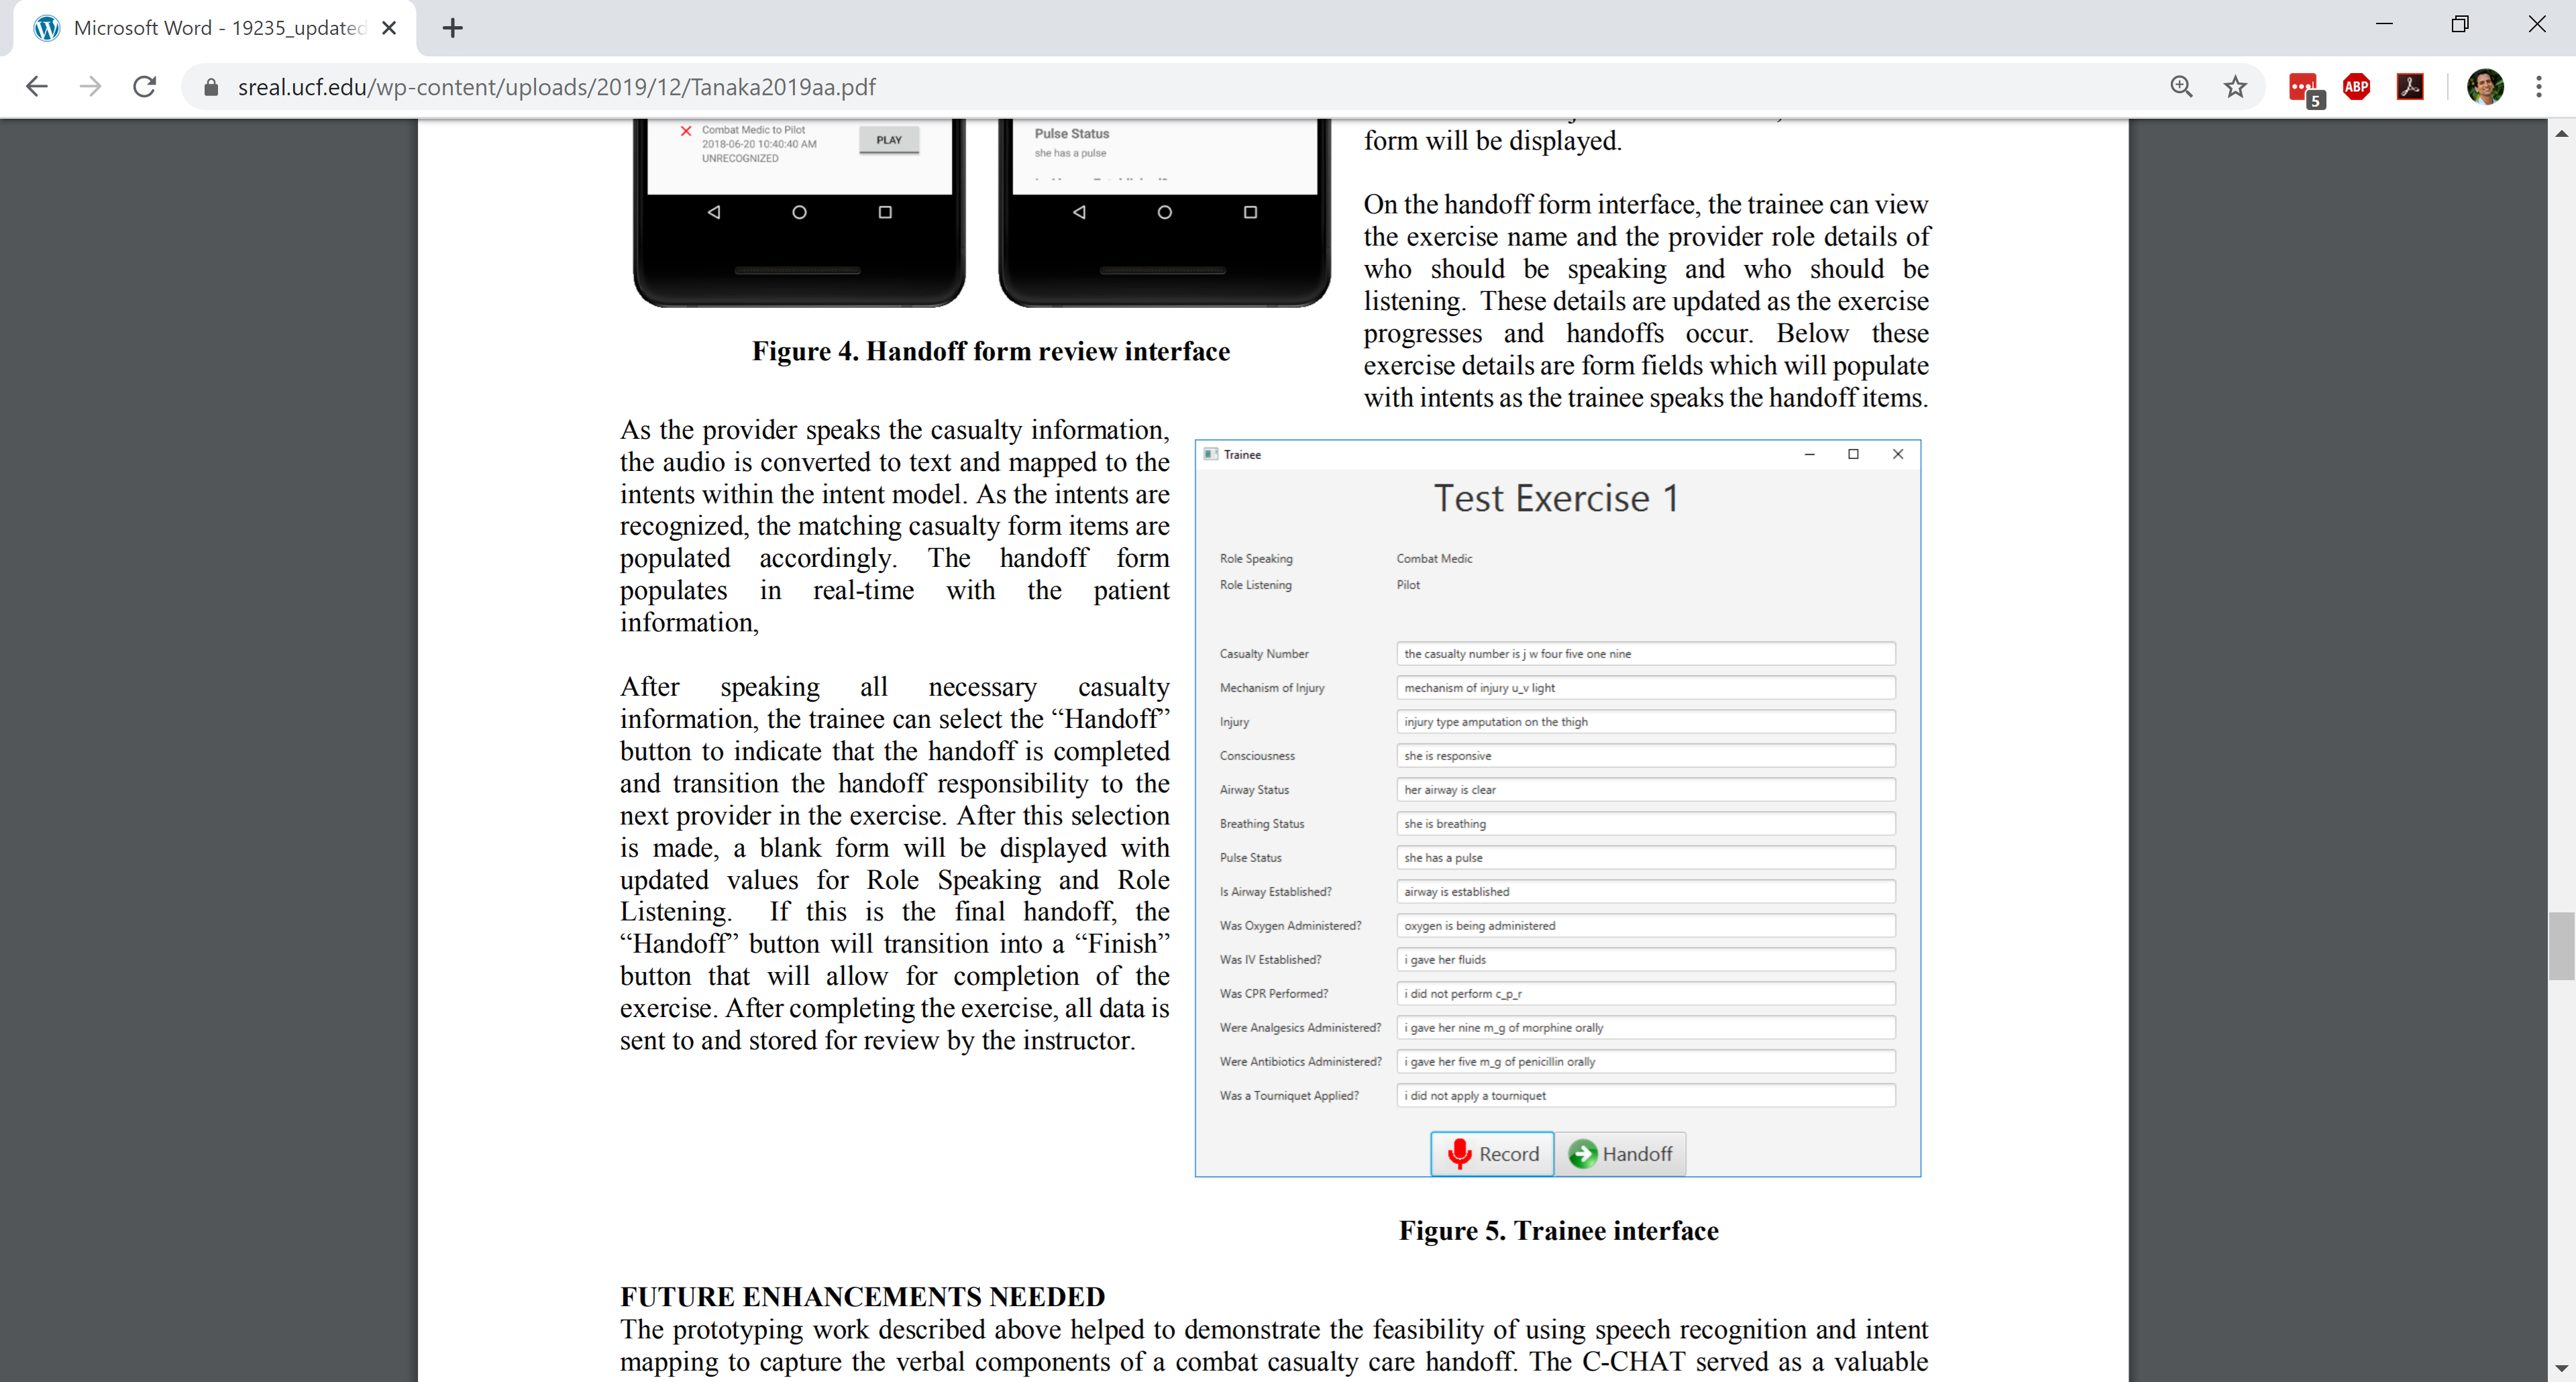 Microsoft Word - 19235_updated
sreal.ucf.edu/wp-content/uploads/2019/12/Tanaka2019aa.pdf
5
ABP
Combat Medic to Pilot
2018-06-20 10:40:40 AM
UNRECOGNIZED
PLAY
Pulse Status
she has a pulse
Figure 4. Handoff form review interface
form will be displayed.
On the handoff form interface, the trainee can view
the exercise name and the provider role details of
who should be speaking and who should be
listening. These details are updated as the exercise
progresses and handoffs occur. Below these
exercise details are form fields which will populate
with intents as the trainee speaks the handoff items.
As the provider speaks the casualty information,
the audio is converted to text and mapped to the
intents within the intent model. As the intents are
recognized, the matching casualty form items are
populated accordingly. The handoff form
populates in real-time with the patient
information,
After speaking all necessary casualty
information, the trainee can select the “Handoff”
button to indicate that the handoff is completed
and transition the handoff responsibility to the
next provider in the exercise. After this selection
is made, a blank form will be displayed with
updated values for Role Speaking and Role
Listening. If this is the final handoff, the
“Handoff” button will transition into a “Finish”
button that will allow for completion of the
exercise. After completing the exercise, all data is
sent to and stored for review by the instructor.
Trainee
Test Exercise 1
Role Speaking Combat Medic
Role Listening Pilot
Casualty Number the casualty number is j w four five one nine
Mechanism of Injury mechanism of injury u_v light
Injury injury type amputation on the thigh
Consciousness she is responsive
Airway Status her airway is clear
Breathing Status she is breathing
Pulse Status she has a pulse
Is Airway Established? airway is established
Was Oxygen Administered? oxygen is being administered
Was IV Established? i gave her fluids
Was CPR Performed? i did not perform c_p_r
Were Analgesics Administered? i gave her nine m_g of morphine orally
Were Antibiotics Administered? i gave her five m_g of penicillin orally
Was a Tourniquet Applied? i did not apply a tourniquet
Record Handoff
Figure 5. Trainee interface
FUTURE ENHANCEMENTS NEEDED
The prototyping work described above helped to demonstrate the feasibility of using speech recognition and intent
mapping to capture the verbal components of a combat casualty care handoff. The C-CHAT served as a valuable